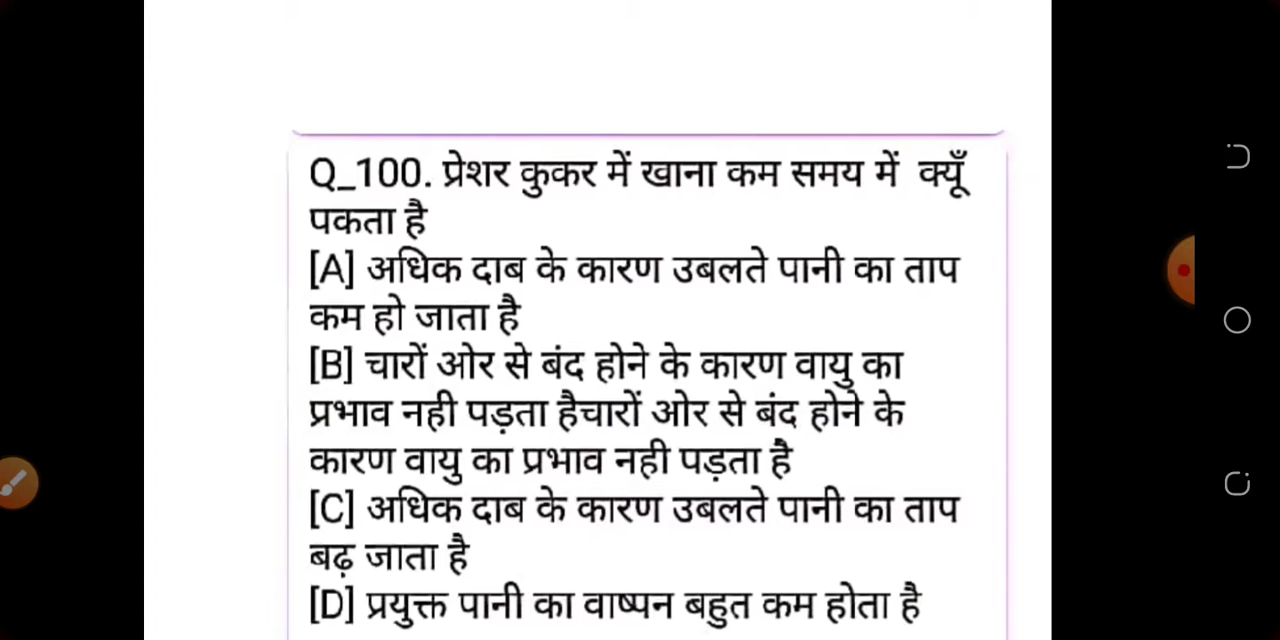 Q_100. प्रेशर कुकर में खाना कम समय में क्यूँ
पकता है
[A] अधिक दाब के कारण उबलते पानी का ताप
कम हो जाता है
[B] चारों ओर से बंद होने के कारण वायु का
प्रभाव नही पड़ता हैचारों ओर से बंद होने के
कारण वायु का प्रभाव नही पड़ता है
[C] अधिक दाब के कारण उबलते पानी का ताप
बढ़ जाता है
[D] प्रयुक्त पानी का वाष्पन बहुत कम होता है